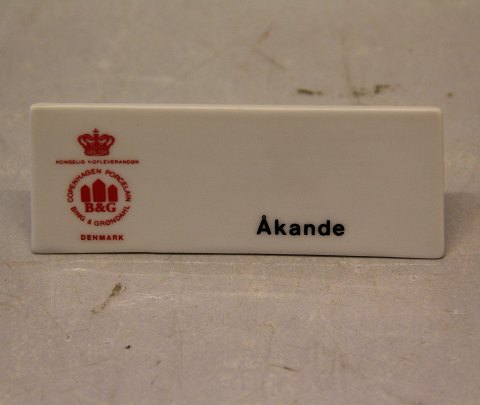 KONGELIG HOFLEVERANDØR
COPENHAGEN PORCELAIN
B&G
BING & GRØNDAHL
DENMARK
Åkande